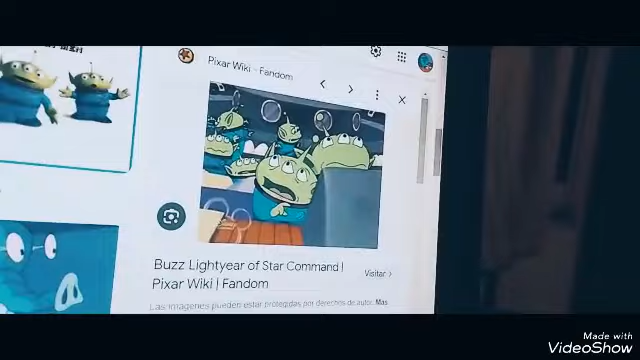 Pixar Wiki - Fandom
Buzz Lightyear of Star Command |
Pixar Wiki | Fandom
Visitar >
Las imágenes pueden estar protegidas por derechos de autor. Más
Made with
VideoShow